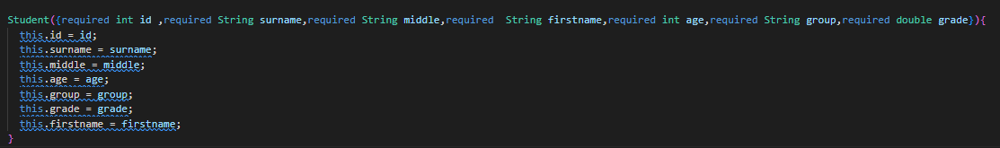 Student({required int id ,required String surname,required String middle,required  String firstname,required int age,required String group,required double grade}){
  this.id = id;
  this.surname = surname;
  this.middle = middle;
  this.age = age;
  this.group = group;
  this.grade = grade;
  this.firstname = firstname;
}